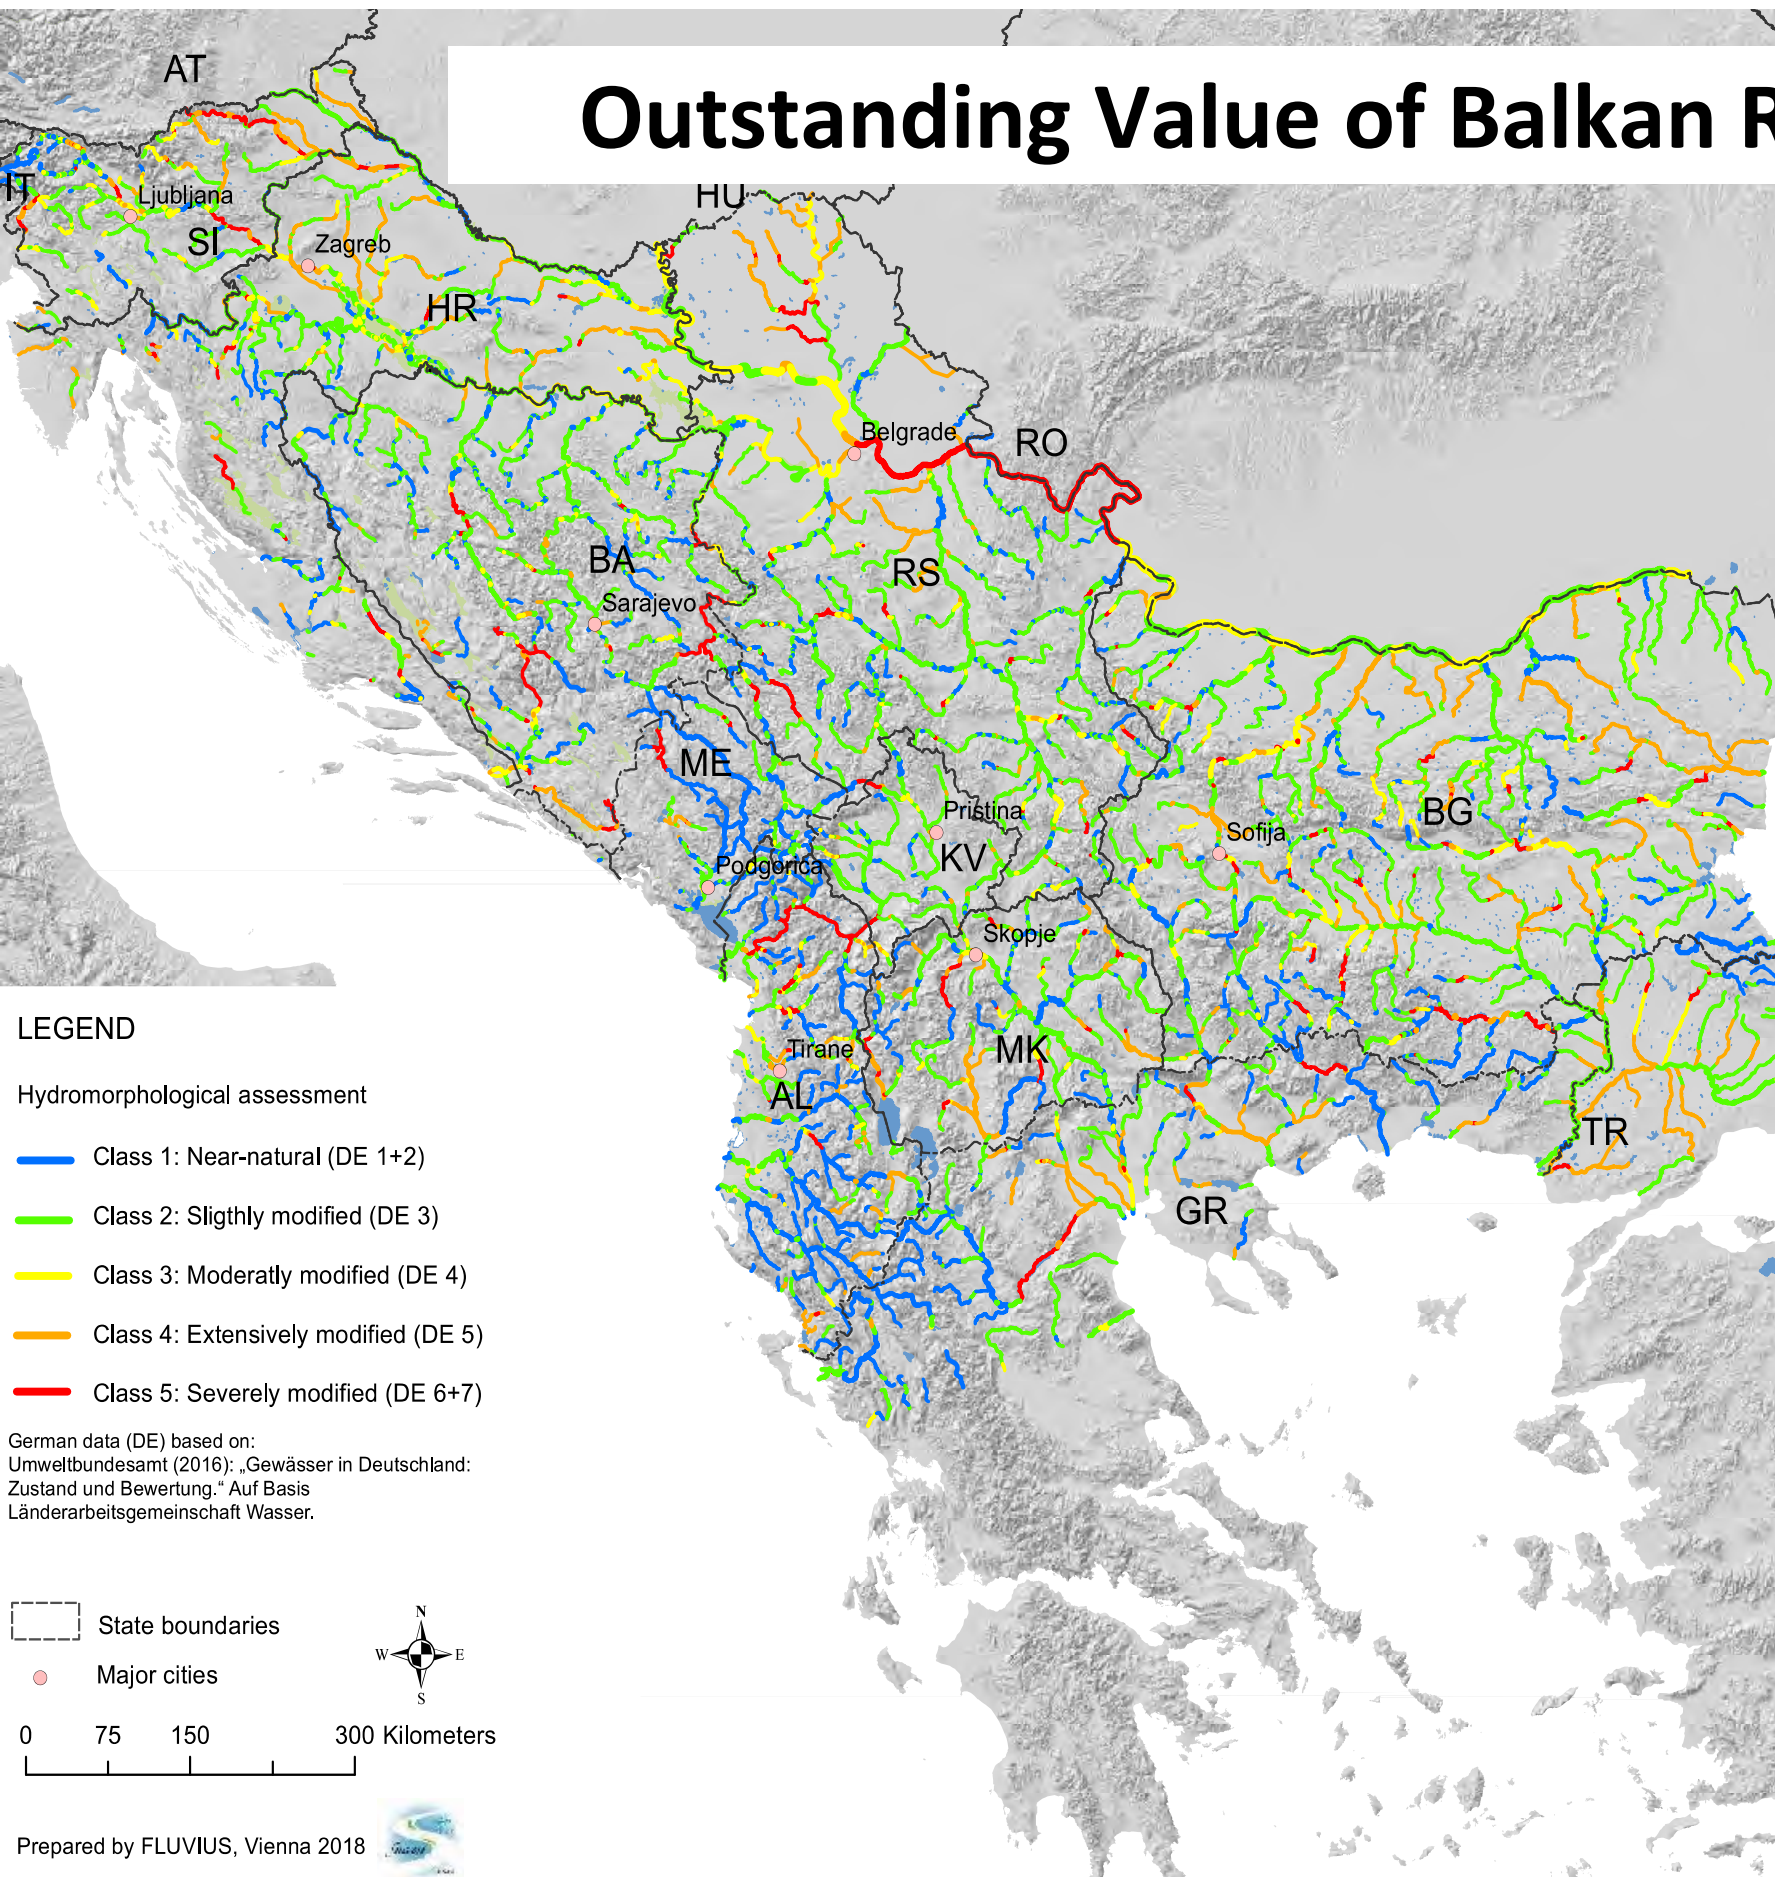 Outstanding Value of Balkan R
AT
HU
IT
Ljubljana
SI
Zagreb
HR
Belgrade
RO
BA
RS
Sarajevo
ME
Pristina
BG
Sofija
KV
Podgorica
Skopje
MK
Tirane
AL
TR
GR
LEGEND
Hydromorphological assessment
Class 1: Near-natural (DE 1+2)
Class 2: Sligthly modified (DE 3)
Class 3: Moderatly modified (DE 4)
Class 4: Extensively modified (DE 5)
Class 5: Severely modified (DE 6+7)
German data (DE) based on:
Umweltbundesamt (2016): „Gewässer in Deutschland:
Zustand und Bewertung.“ Auf Basis
Länderarbeitsgemeinschaft Wasser.
State boundaries
Major cities
N
W E
S
0 75 150 300 Kilometers
Prepared by FLUVIUS, Vienna 2018